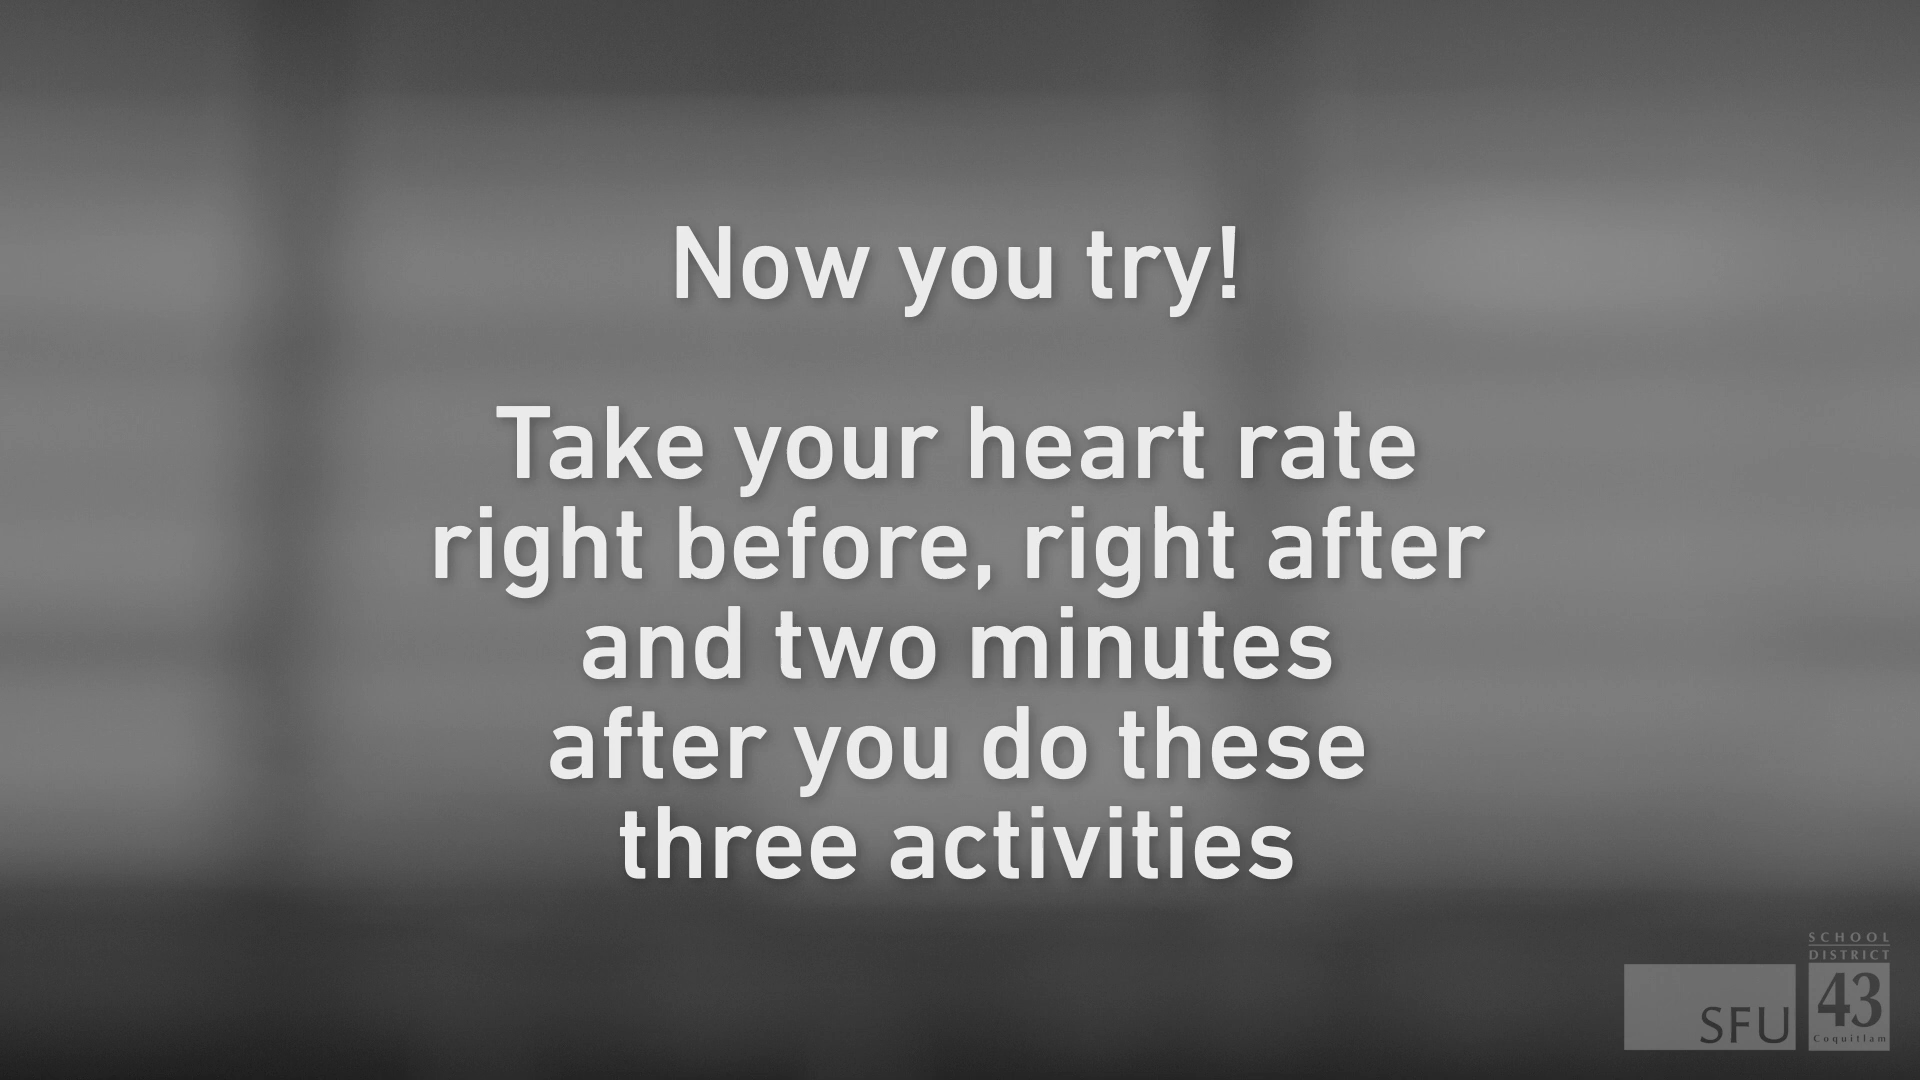 Now you try!
Take your heart rate
right before, right after
and two minutes
after you do these
three activities
SCHOOL
DISTRICT
43
Coquitlam
SFU